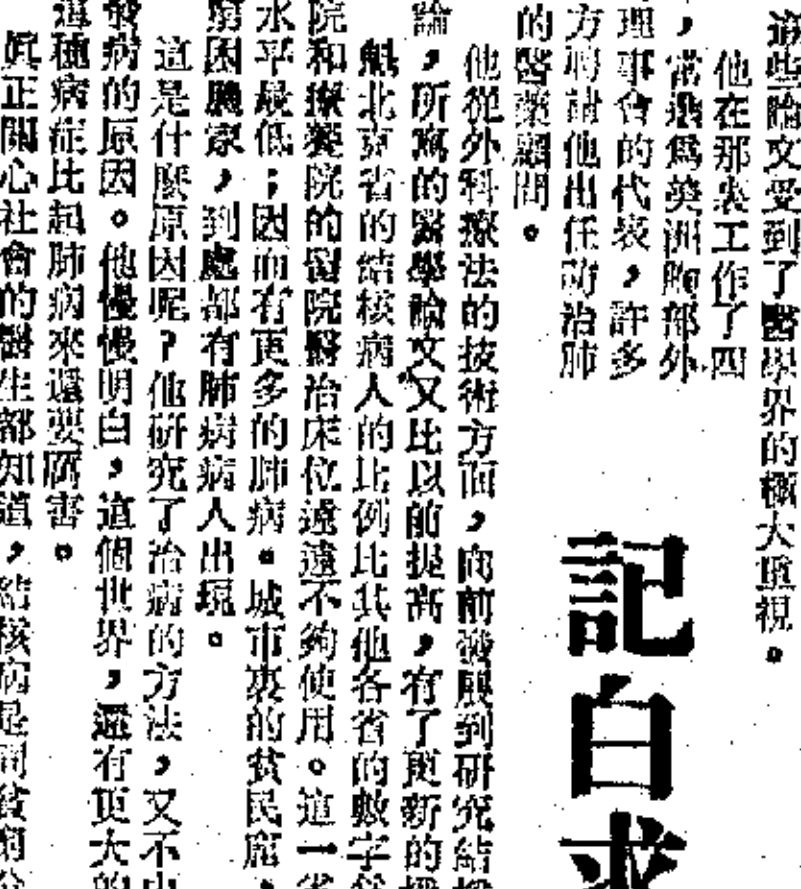 這些論文受到了醫學界的極大重視。
他在那裏工作了四
，當選爲美洲胸部外
理事會的代表，許多
方聘請他出任防治肺
的醫藥顧問。
記白求
他從外科療法的技術方面，向前發展到研究結
論，所寫的醫學論文又比以前提高，有了更新的
魁北克省的結核病人的比例比其他各省的數字
院和療養院的醫院醫治床位遠遠不夠使用。這一省
水平最低；因而有更多的肺病。城市裏的貧民窟，
窮困農家，到處都有肺病病人出現。
這是什麼原因呢？他研究了治病的方法，又不
發病的原因。他慢慢明白，這個世界，還有更大的
這種病症比起肺病來還要厲害。
眞正關心社會的醫生都知道，結核病是